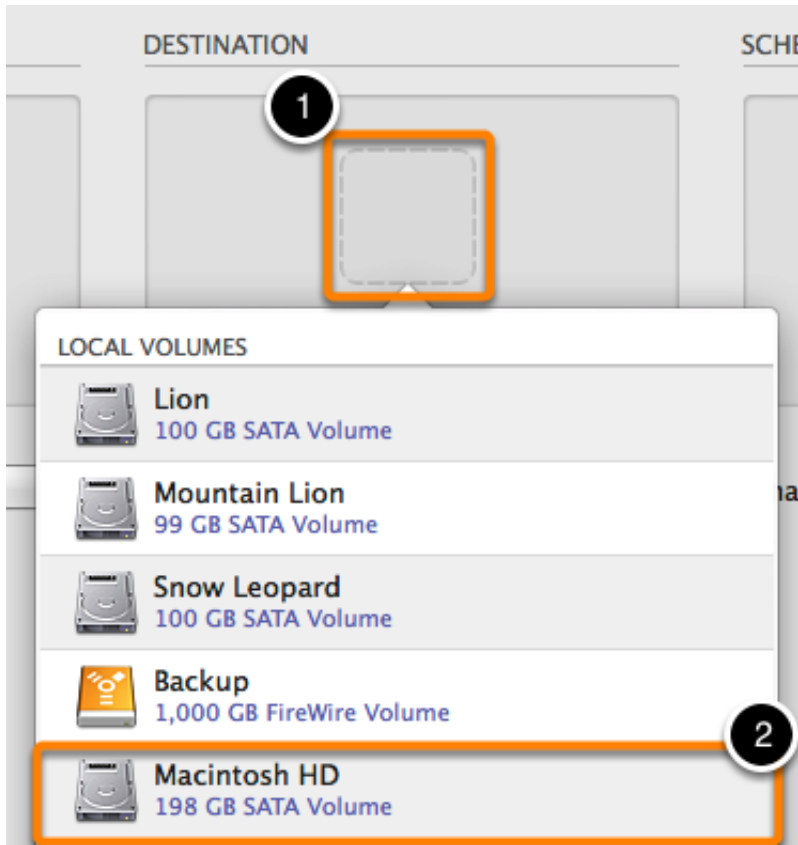 DESTINATION
1
LOCAL VOLUMES
Lion
100 GB SATA Volume
Mountain Lion
99 GB SATA Volume
Snow Leopard
100 GB SATA Volume
Backup
1,000 GB FireWire Volume
2
Macintosh HD
198 GB SATA Volume